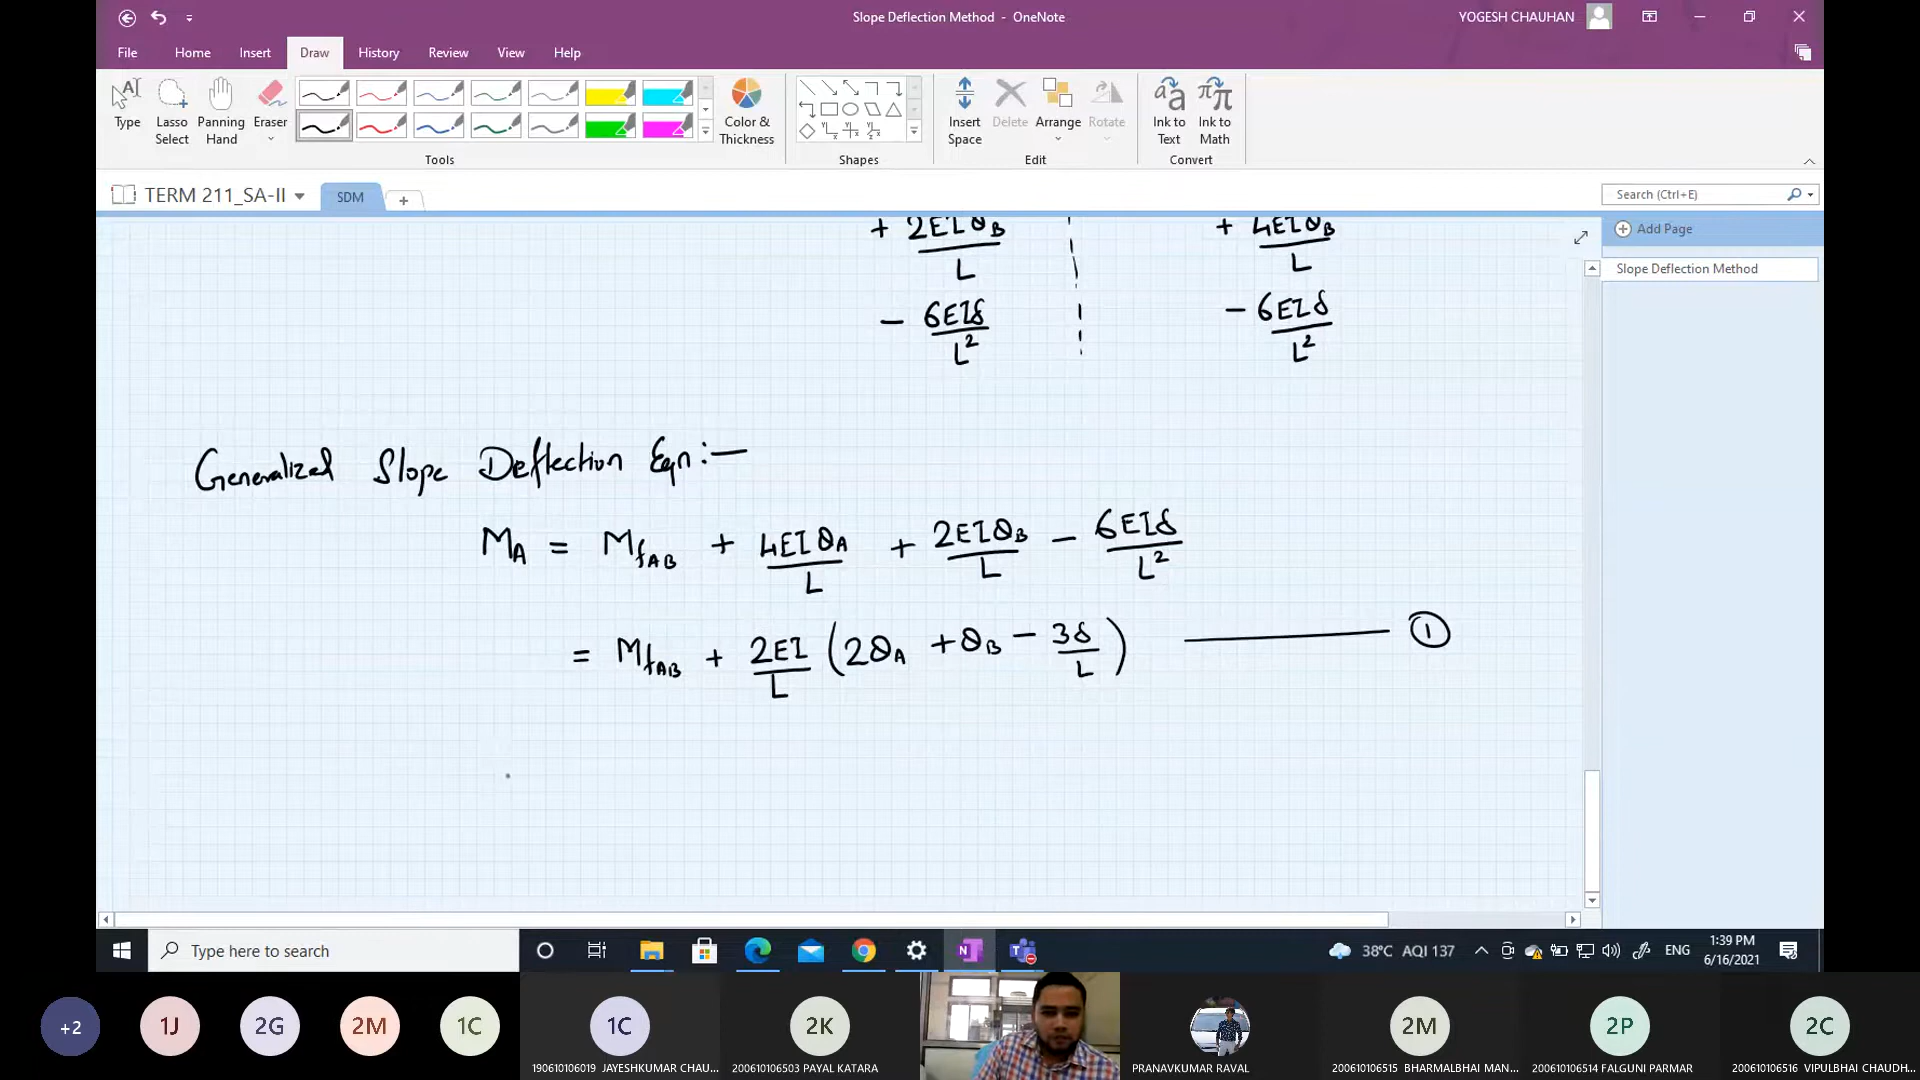 Slope Deflection Method - OneNote
YOGESH CHAUHAN
File Home Insert Draw History Review View Help
Type
Lasso Select
Panning Hand
Eraser
Color & Thickness
Insert Space
Delete
Arrange
Rotate
Ink to Text
Ink to Math
Tools
Shapes
Edit
Convert
TERM 211_SA-II
SDM
Search (Ctrl+E)
Add Page
Slope Deflection Method
+ 2EIθB/L + 4EIθB/L
- 6EIδ/L² - 6EIδ/L²
Generalized Slope Deflection Eqn:—
MA = MfAB + 4EIθA/L + 2EIθB/L - 6EIδ/L²
= MfAB + 2EI/L (2θA + θB - 3δ/L) ——— ①
Type here to search
38°C AQI 137
ENG
1:39 PM
6/16/2021
+2
1J
2G
2M
1C
1C
2K
2M
2P
2C
190610106019 JAYESHKUMAR CHAU...
200610106503 PAYAL KATARA
PRANAVKUMAR RAVAL
200610106515 BHARMALBHAI MAN...
200610106514 FALGUNI PARMAR
200610106516 VIPULBHAI CHAUDH...